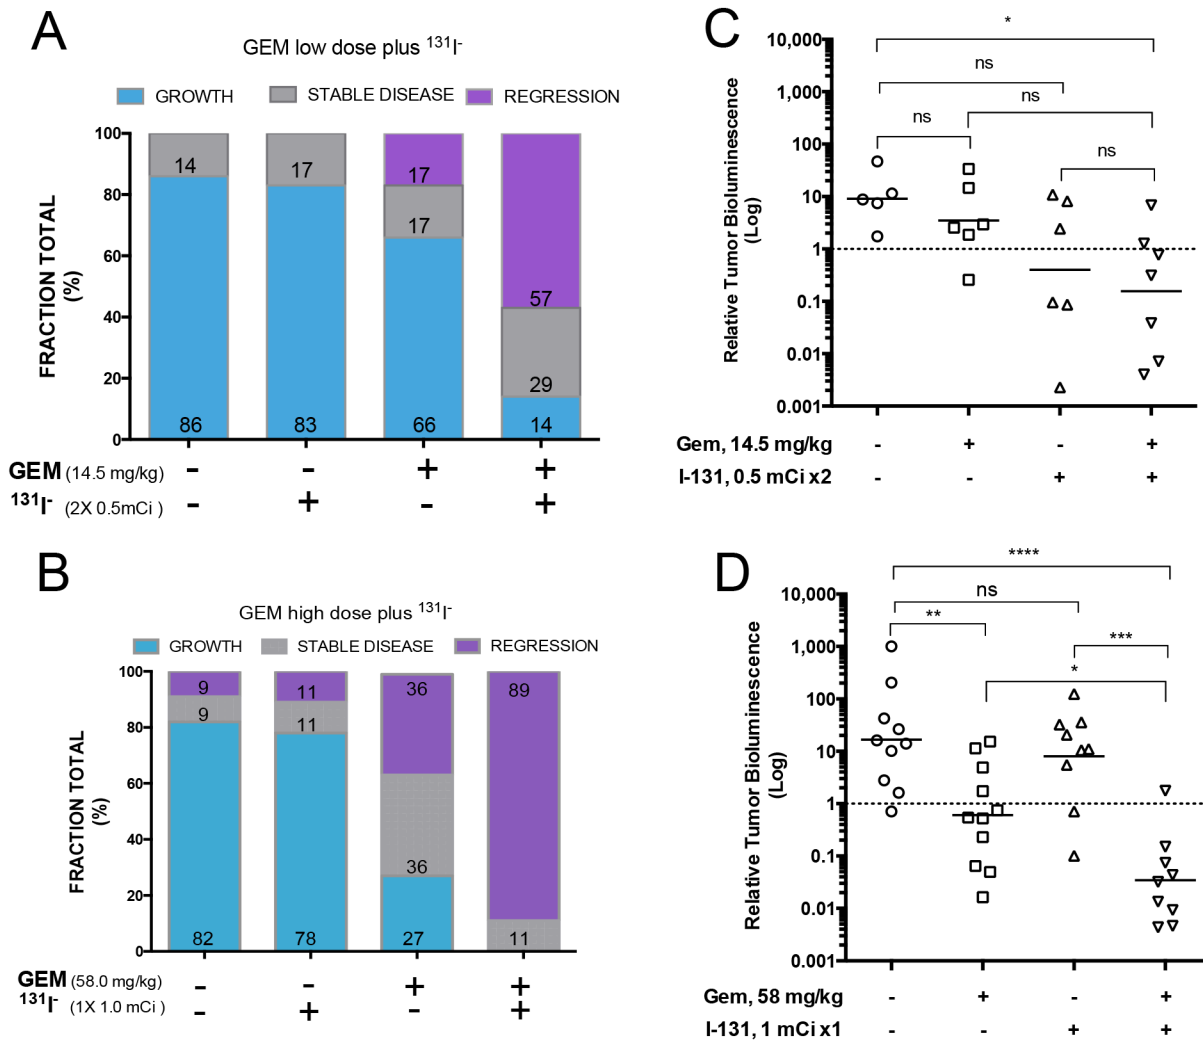 A
GEM low dose plus ¹³¹I-
GROWTH STABLE DISEASE REGRESSION
FRACTION TOTAL
(%)
100
80
60
40
20
0
14 17 17 17 57 29
86 83 66 14
GEM (14.5 mg/kg) - - + +
¹³¹I- (2X 0.5mCi ) - + - +
B
GEM high dose plus ¹³¹I-
GROWTH STABLE DISEASE REGRESSION
FRACTION TOTAL
(%)
100
80
60
40
20
0
9 11 36 89
9 11 36
82 78 27 11
GEM (58.0 mg/kg) - - + +
¹³¹I- (1X 1.0 mCi ) - + - +
C
*
ns
ns
ns
ns
Relative Tumor Bioluminescence
(Log)
10,000
1,000
100
10
1
0.1
0.01
0.001
Gem, 14.5 mg/kg - + - +
I-131, 0.5 mCi x2 - - + +
D
****
ns
**
***
*
Relative Tumor Bioluminescence
(Log)
10,000
1,000
100
10
1
0.1
0.01
0.001
Gem, 58 mg/kg - + - +
I-131, 1 mCi x1 - - + +